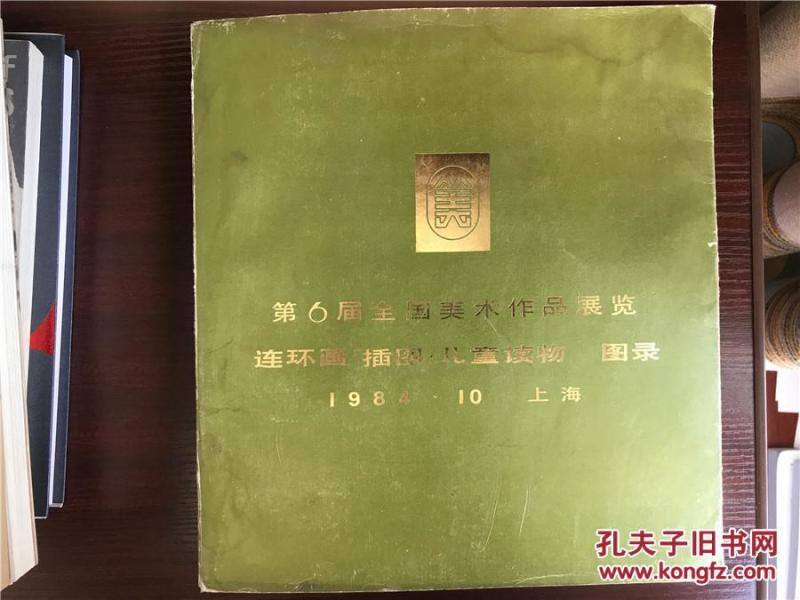 美
第6届全国美术作品展览
连环画·插图·儿童读物 图录
1984·10 上海
孔夫子旧书网
www.kongfz.com